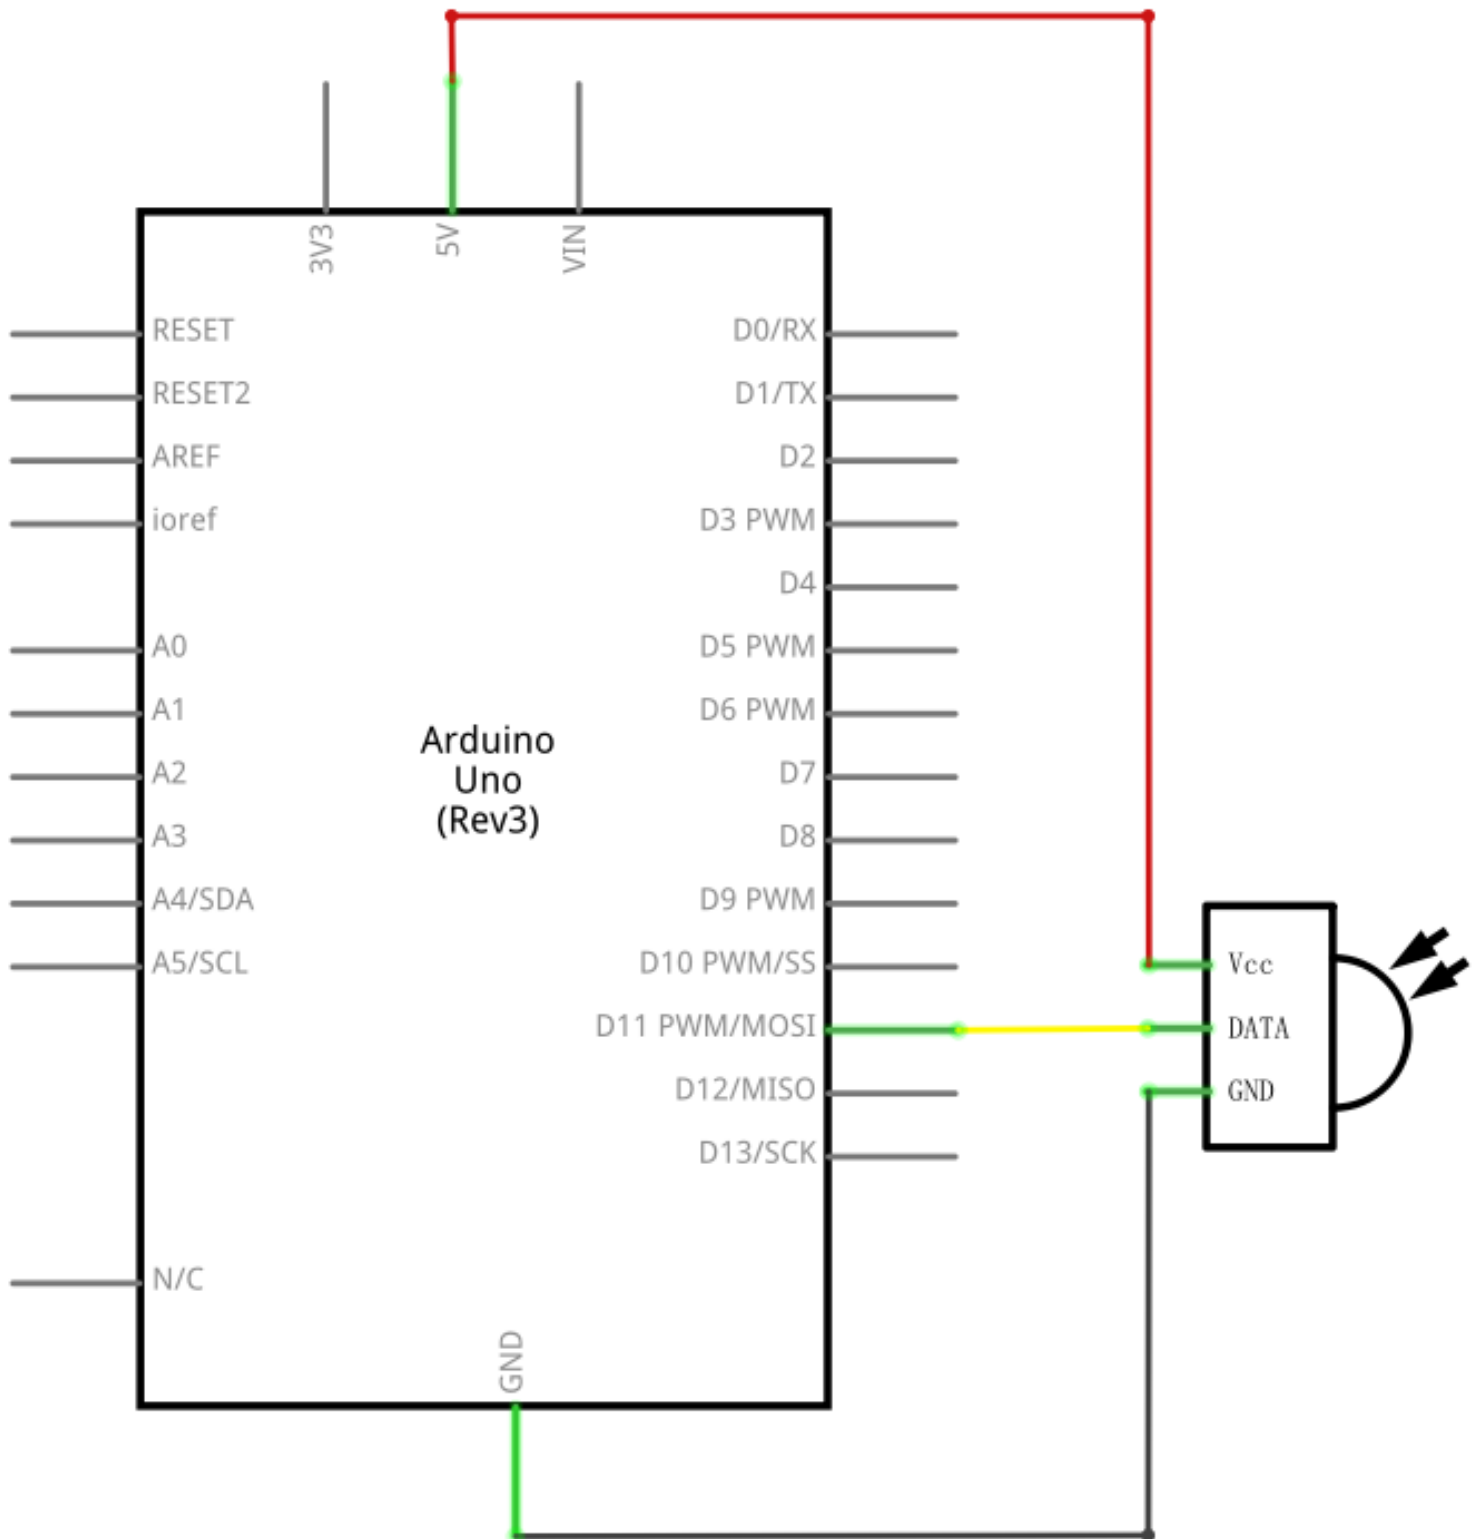 3V3
5V
VIN
RESET
RESET2
AREF
ioref
A0
A1
A2
A3
A4/SDA
A5/SCL
N/C
Arduino
Uno
(Rev3)
D0/RX
D1/TX
D2
D3 PWM
D4
D5 PWM
D6 PWM
D7
D8
D9 PWM
D10 PWM/SS
D11 PWM/MOSI
D12/MISO
D13/SCK
GND
Vcc
DATA
GND